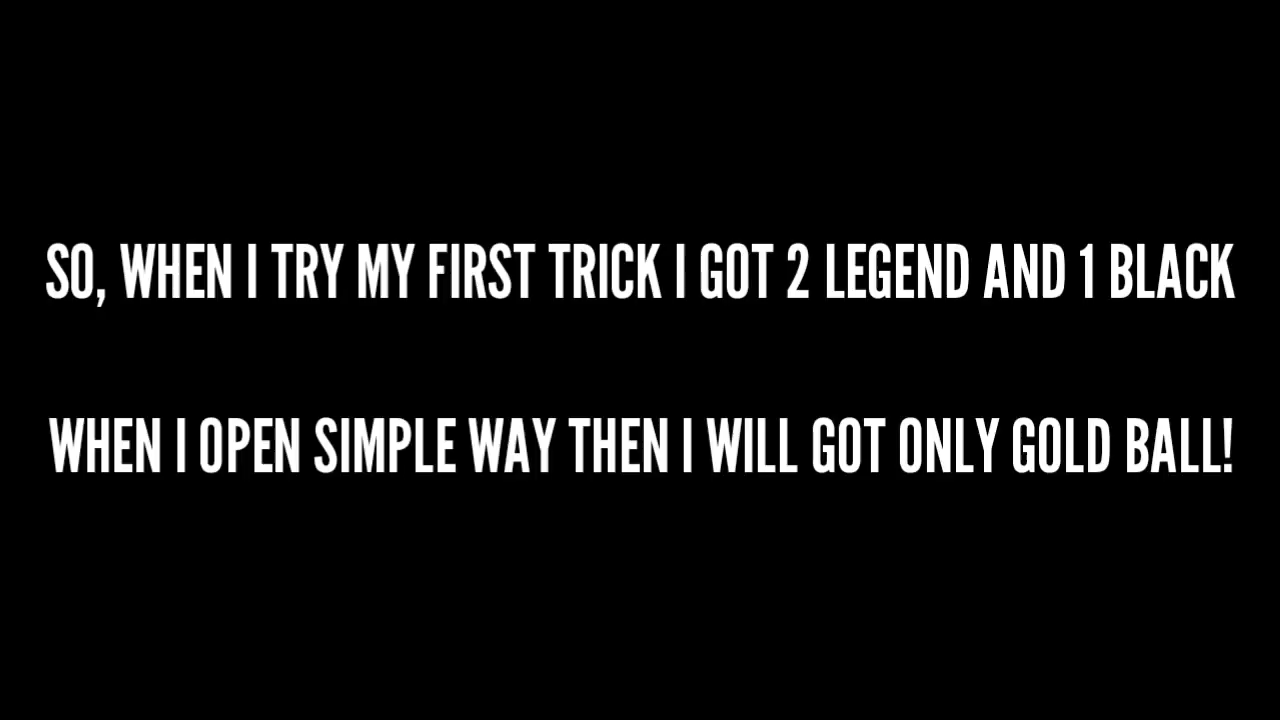 SO, WHEN I TRY MY FIRST TRICK I GOT 2 LEGEND AND 1 BLACK
WHEN I OPEN SIMPLE WAY THEN I WILL GOT ONLY GOLD BALL!